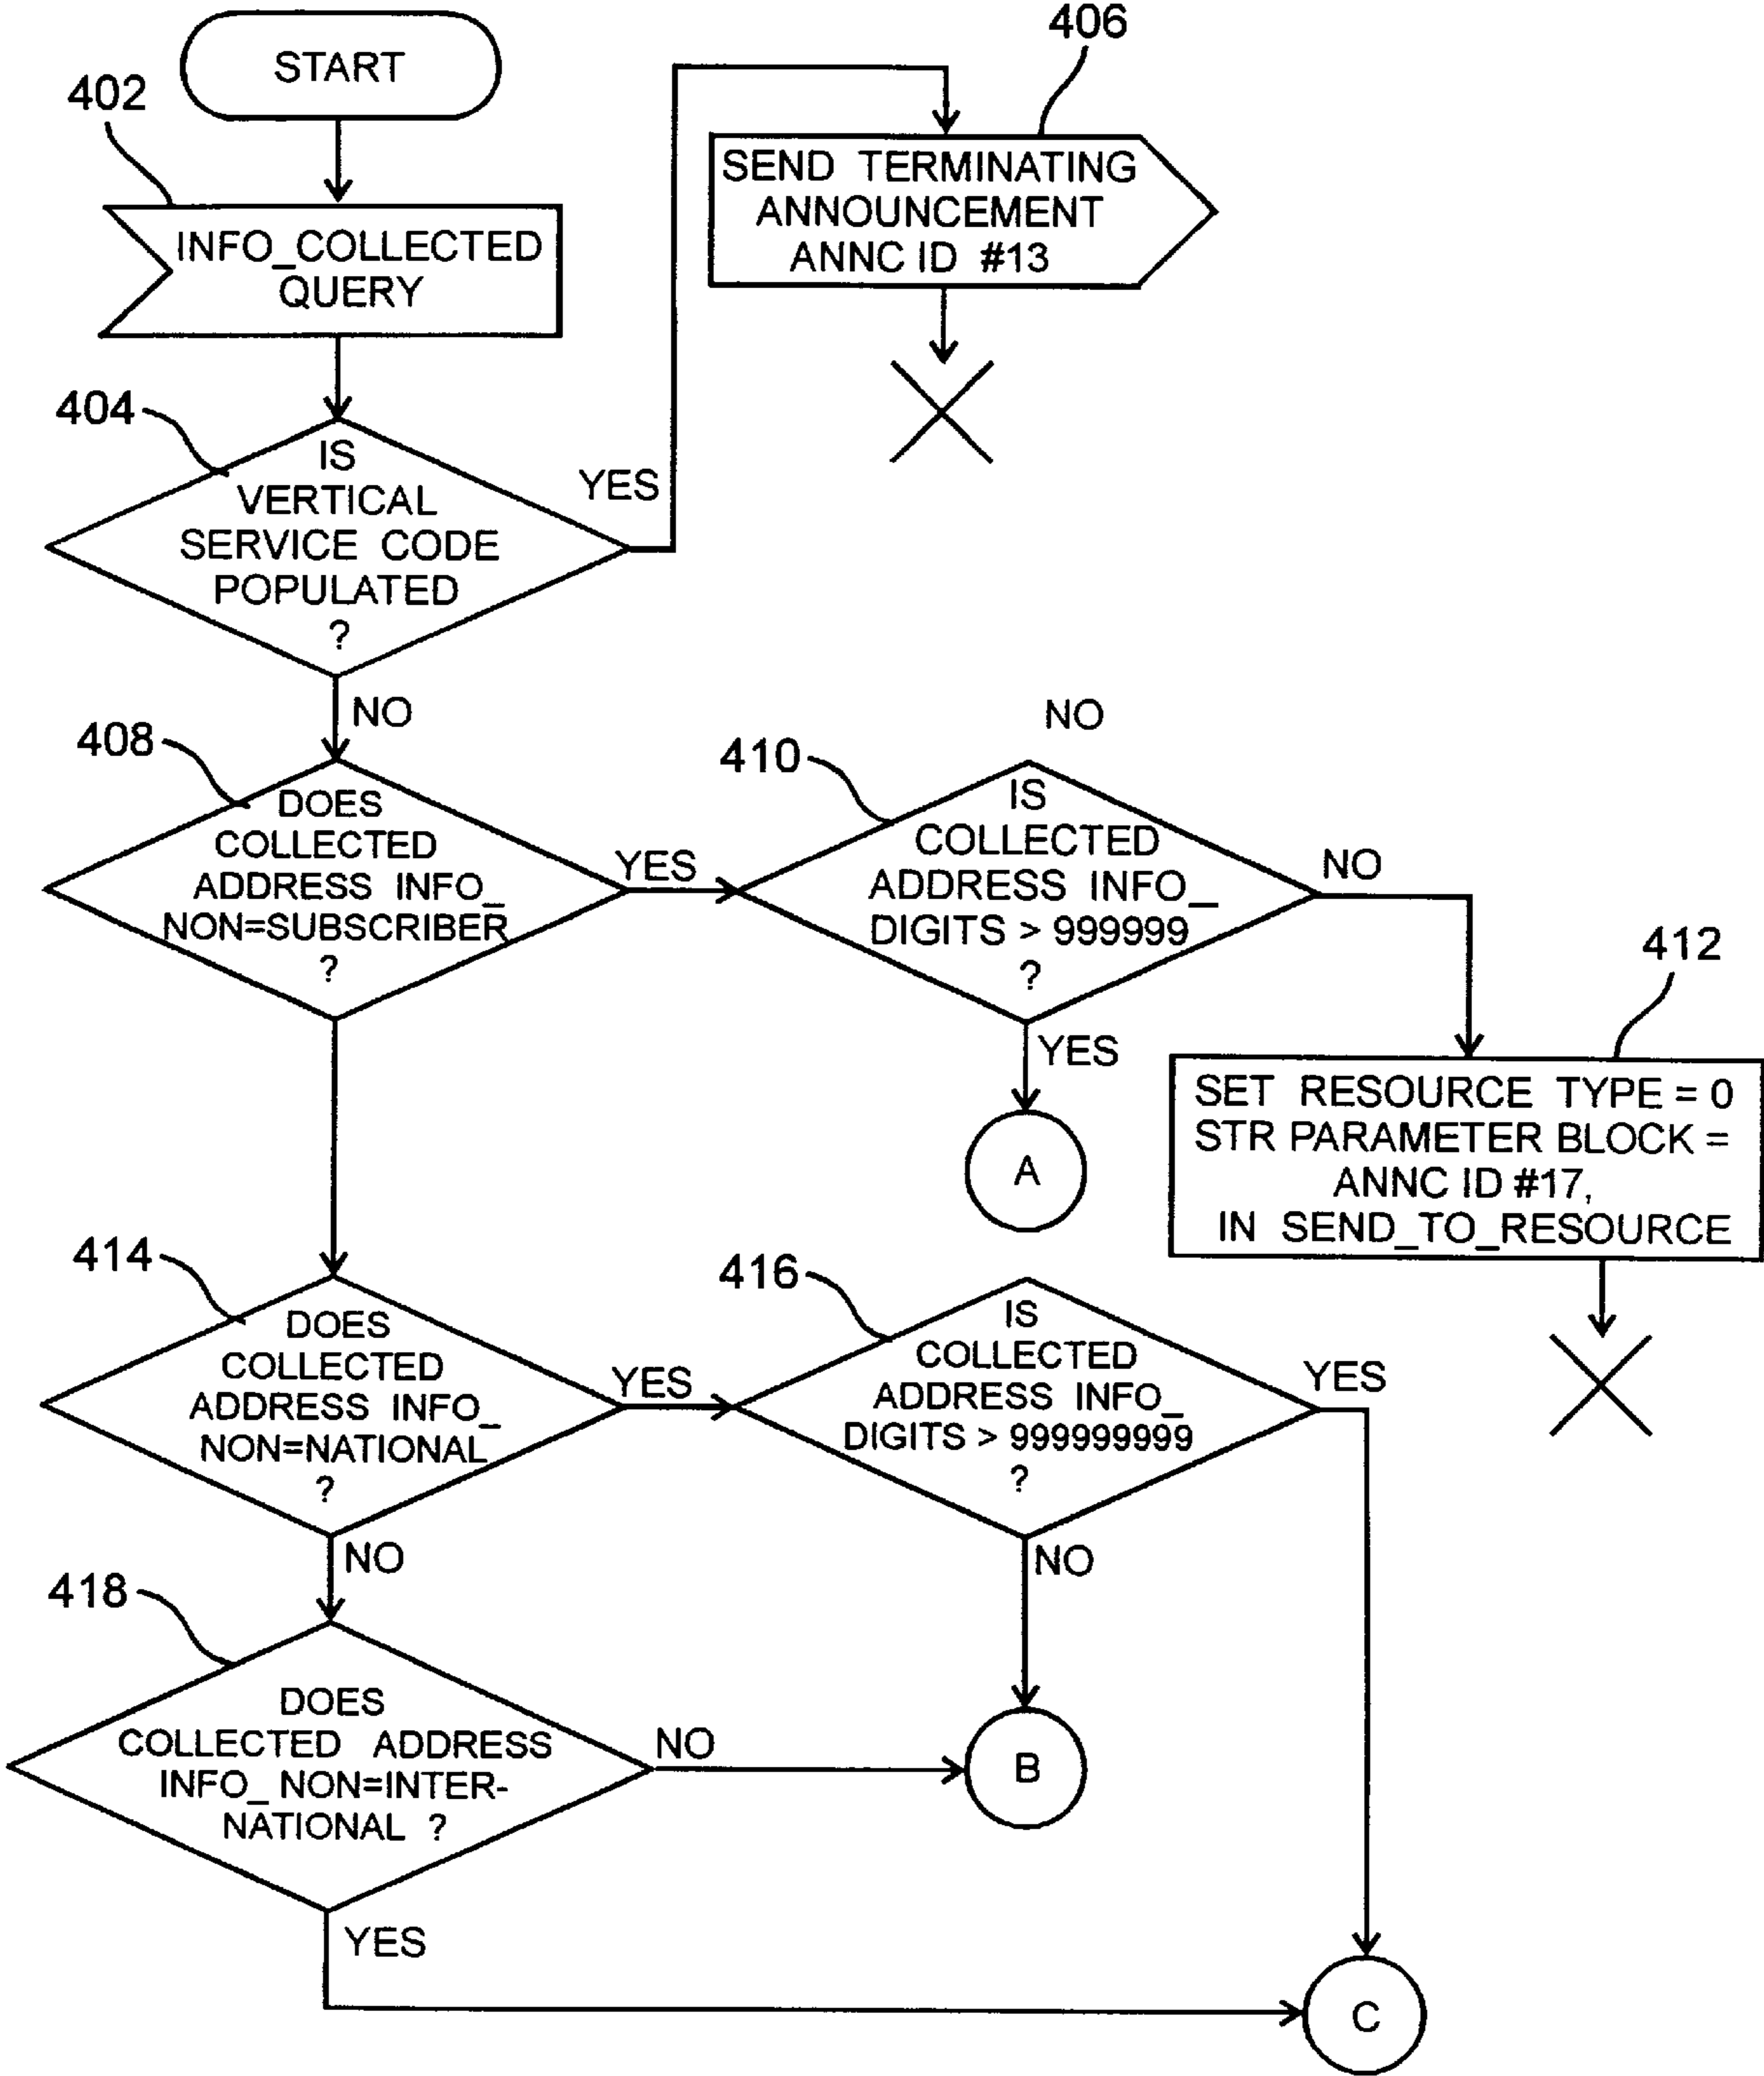 START
402
INFO_COLLECTED
QUERY
406
SEND TERMINATING
ANNOUNCEMENT
ANNC ID #13
404
IS
VERTICAL
SERVICE CODE
POPULATED
?
YES
NO
408
DOES
COLLECTED
ADDRESS INFO_
NON=SUBSCRIBER
?
YES
NO
410
IS
COLLECTED
ADDRESS INFO_
DIGITS > 999999
?
NO
YES
A
412
SET RESOURCE TYPE = 0
STR PARAMETER BLOCK =
ANNC ID #17,
IN SEND_TO_RESOURCE
414
DOES
COLLECTED
ADDRESS INFO_
NON=NATIONAL
?
YES
NO
416
IS
COLLECTED
ADDRESS INFO_
DIGITS > 999999999
?
YES
NO
418
DOES
COLLECTED ADDRESS
INFO_ NON=INTER-
NATIONAL ?
NO
B
YES
C